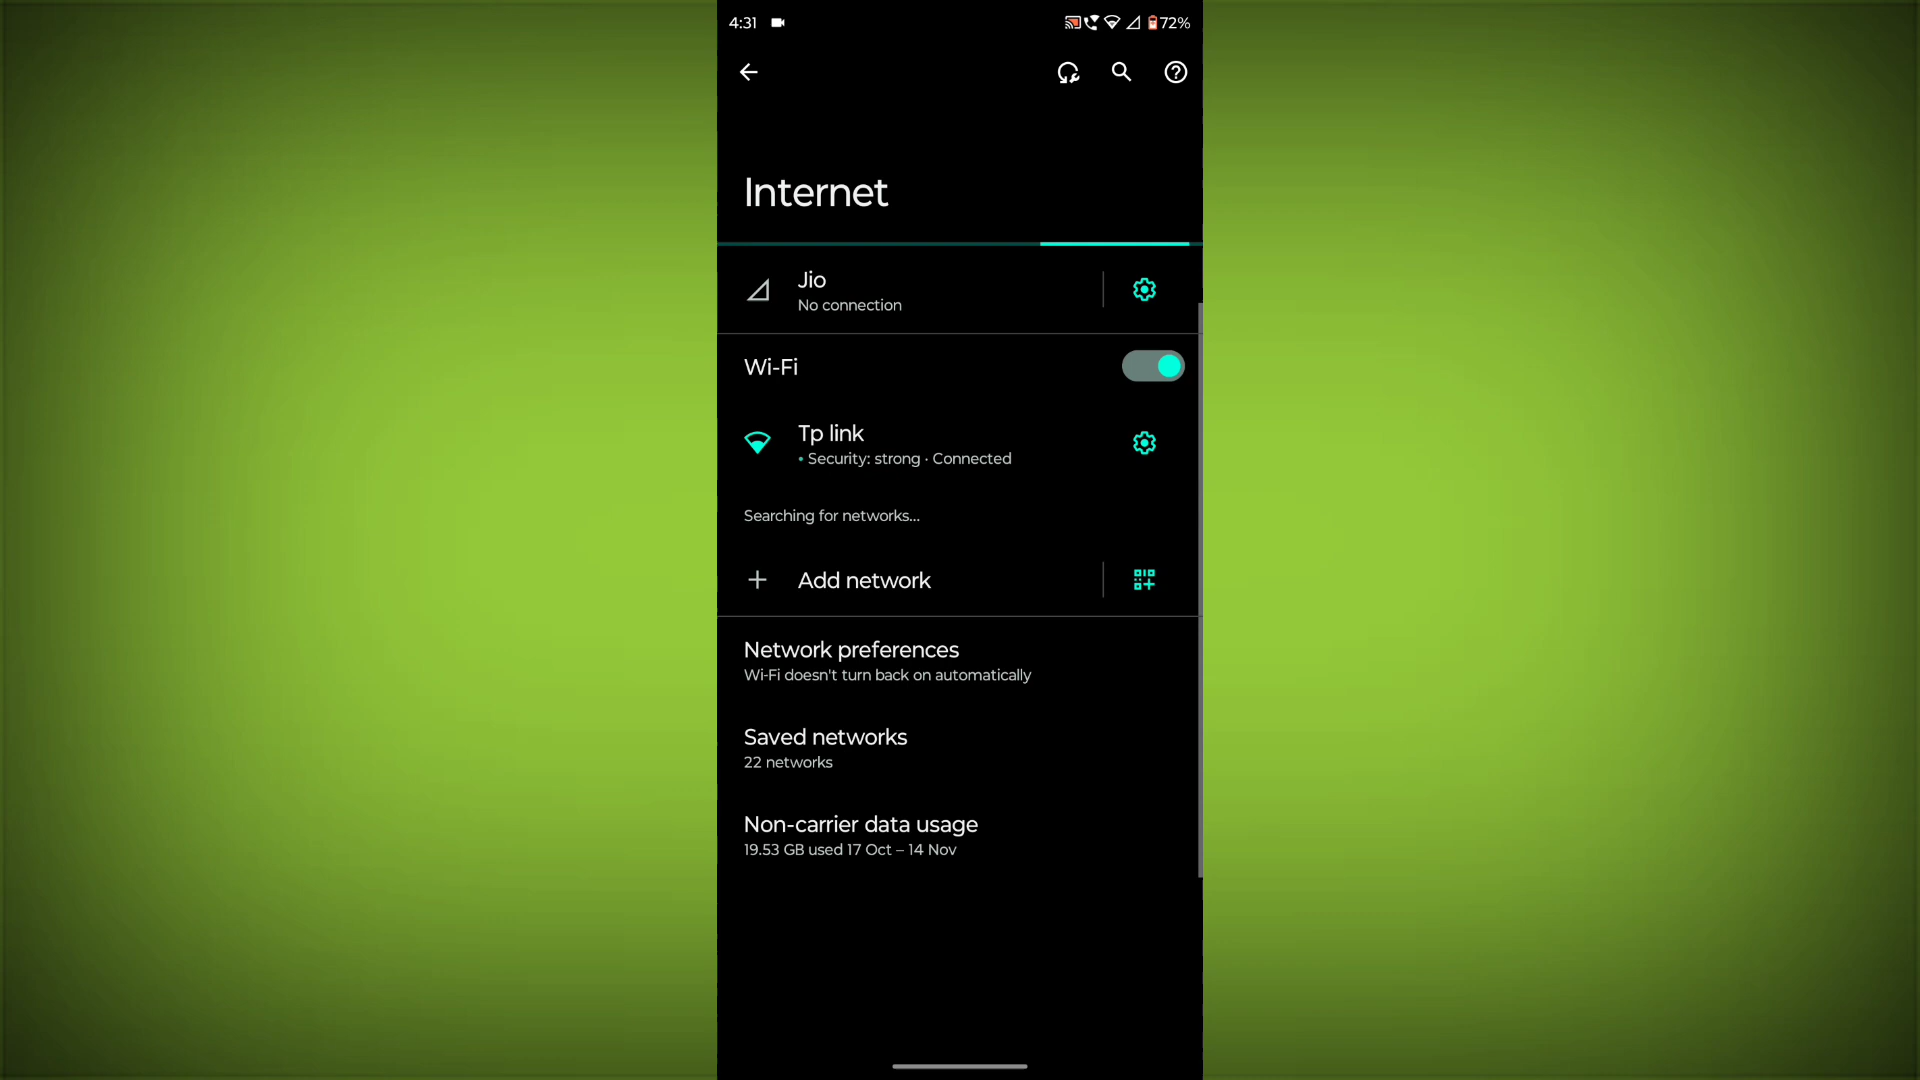 4:31
72%
Internet
Jio
No connection
Wi-Fi
Tp link
• Security: strong · Connected
Searching for networks...
Add network
Network preferences
Wi-Fi doesn't turn back on automatically
Saved networks
22 networks
Non-carrier data usage
19.53 GB used 17 Oct – 14 Nov